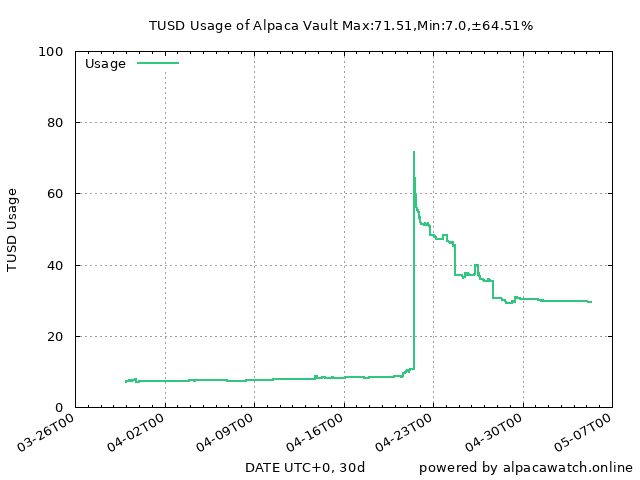 TUSD Usage of Alpaca Vault Max:71.51,Min:7.0,±64.51%
Usage
TUSD Usage
100
80
60
40
20
0
03-26T00 04-02T00 04-09T00 04-16T00 04-23T00 04-30T00 05-07T00
DATE UTC+0, 30d powered by alpacawatch.online